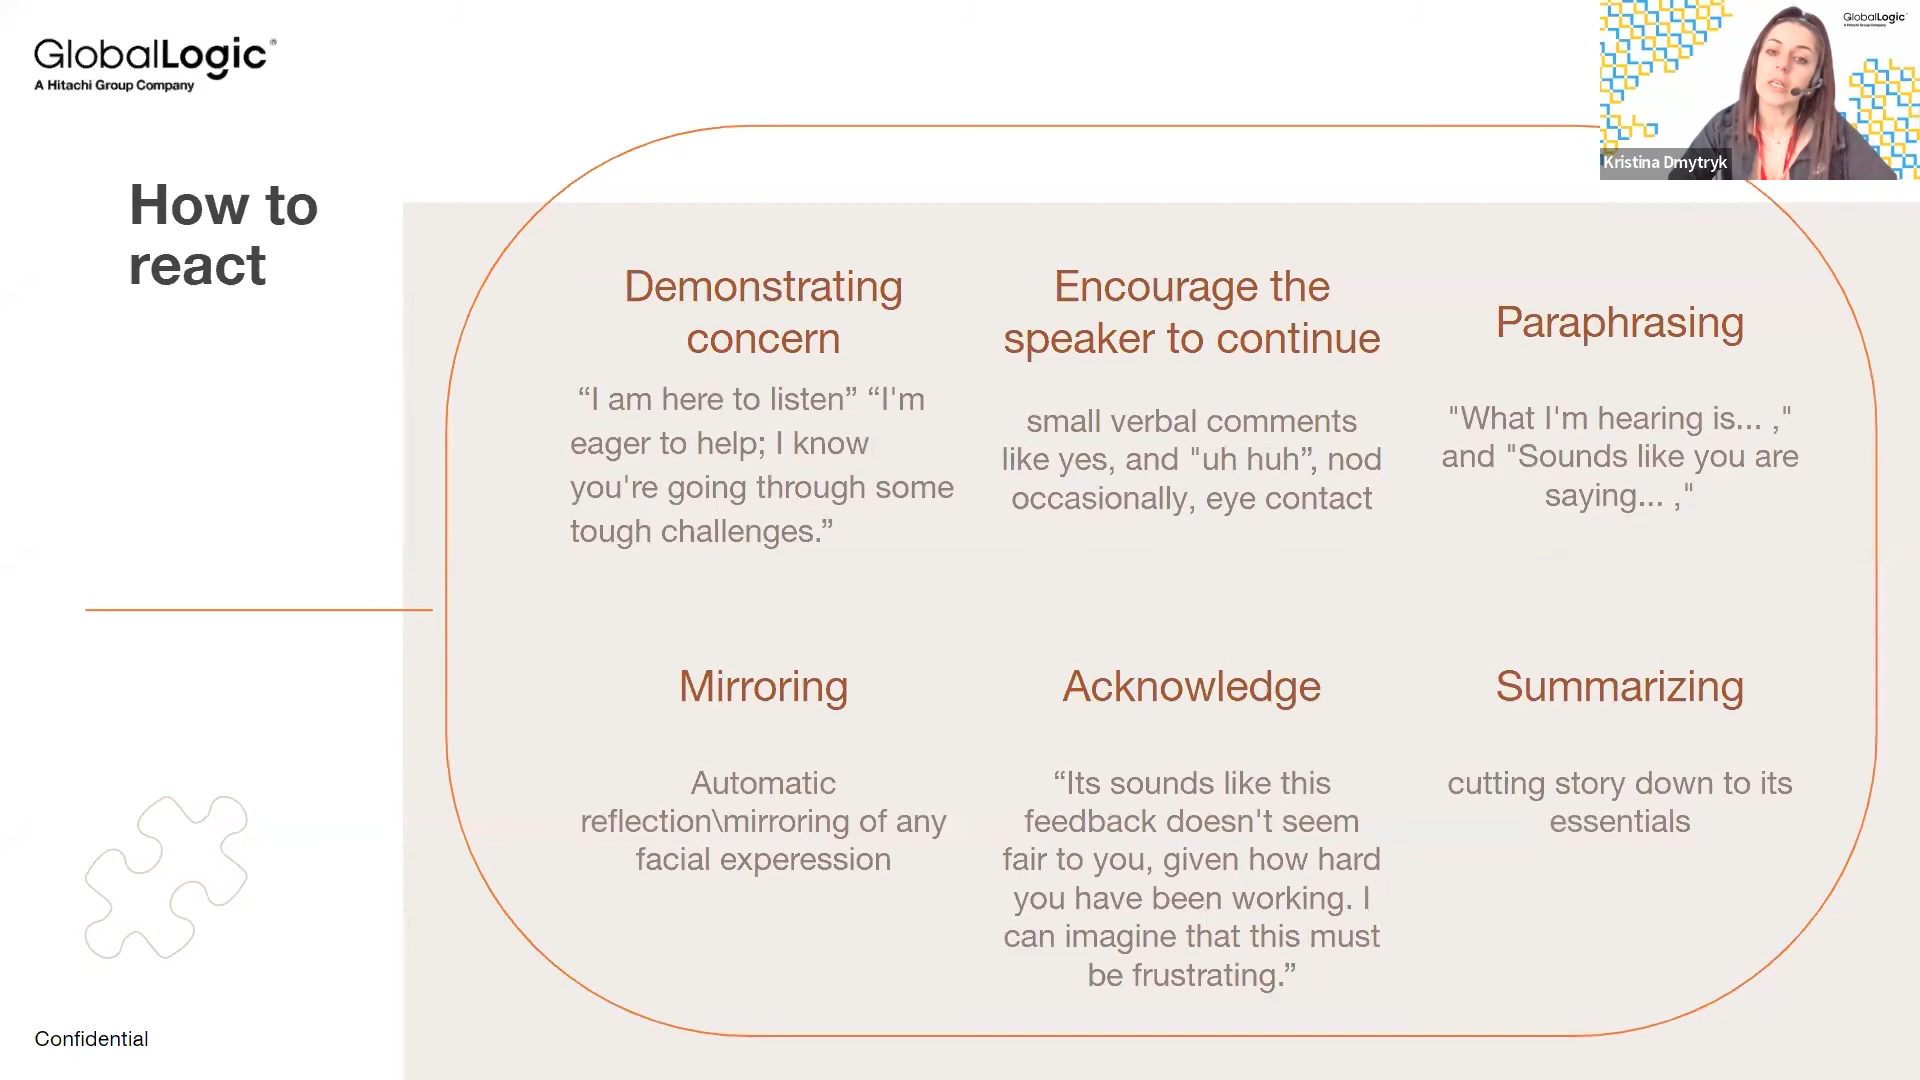 GlobalLogic®
A Hitachi Group Company
GlobalLogic
Kristina Dmytryk
How to
react
Demonstrating
concern
“I am here to listen” “I'm
eager to help; I know
you're going through some
tough challenges.”
Encourage the
speaker to continue
small verbal comments
like yes, and "uh huh”, nod
occasionally, eye contact
Paraphrasing
"What I'm hearing is... ,"
and "Sounds like you are
saying... ,"
Mirroring
Automatic
reflection\mirroring of any
facial experession
Acknowledge
“Its sounds like this
feedback doesn't seem
fair to you, given how hard
you have been working. I
can imagine that this must
be frustrating.”
Summarizing
cutting story down to its
essentials
Confidential